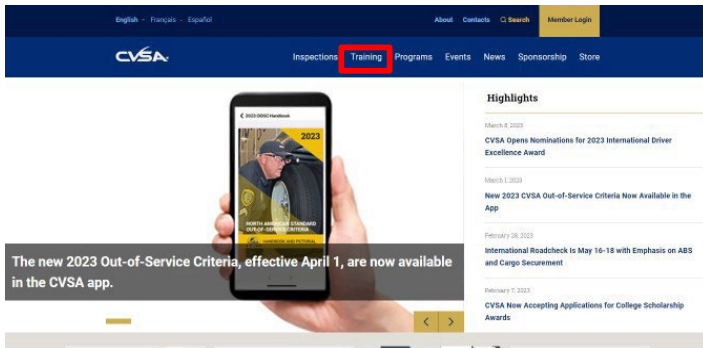 English - Français - Español
About Contacts Search Member Login
CVSA
Inspections Training Programs Events News Sponsorship Store
Highlights
March 8, 2023
CVSA Opens Nominations for 2023 International Driver
Excellence Award
March 1, 2023
New 2023 CVSA Out-of-Service Criteria Now Available in the
App
February 28, 2023
International Roadcheck Is May 16-18 with Emphasis on ABS
and Cargo Securement
February 7, 2023
CVSA Now Accepting Applications for College Scholarship
Awards
2023 OOSC Handbook
2023
NORTH AMERICAN STANDARD
OUT-OF-SERVICE CRITERIA
HANDBOOK AND PICTORIAL
The new 2023 Out-of-Service Criteria, effective April 1, are now available
in the CVSA app.